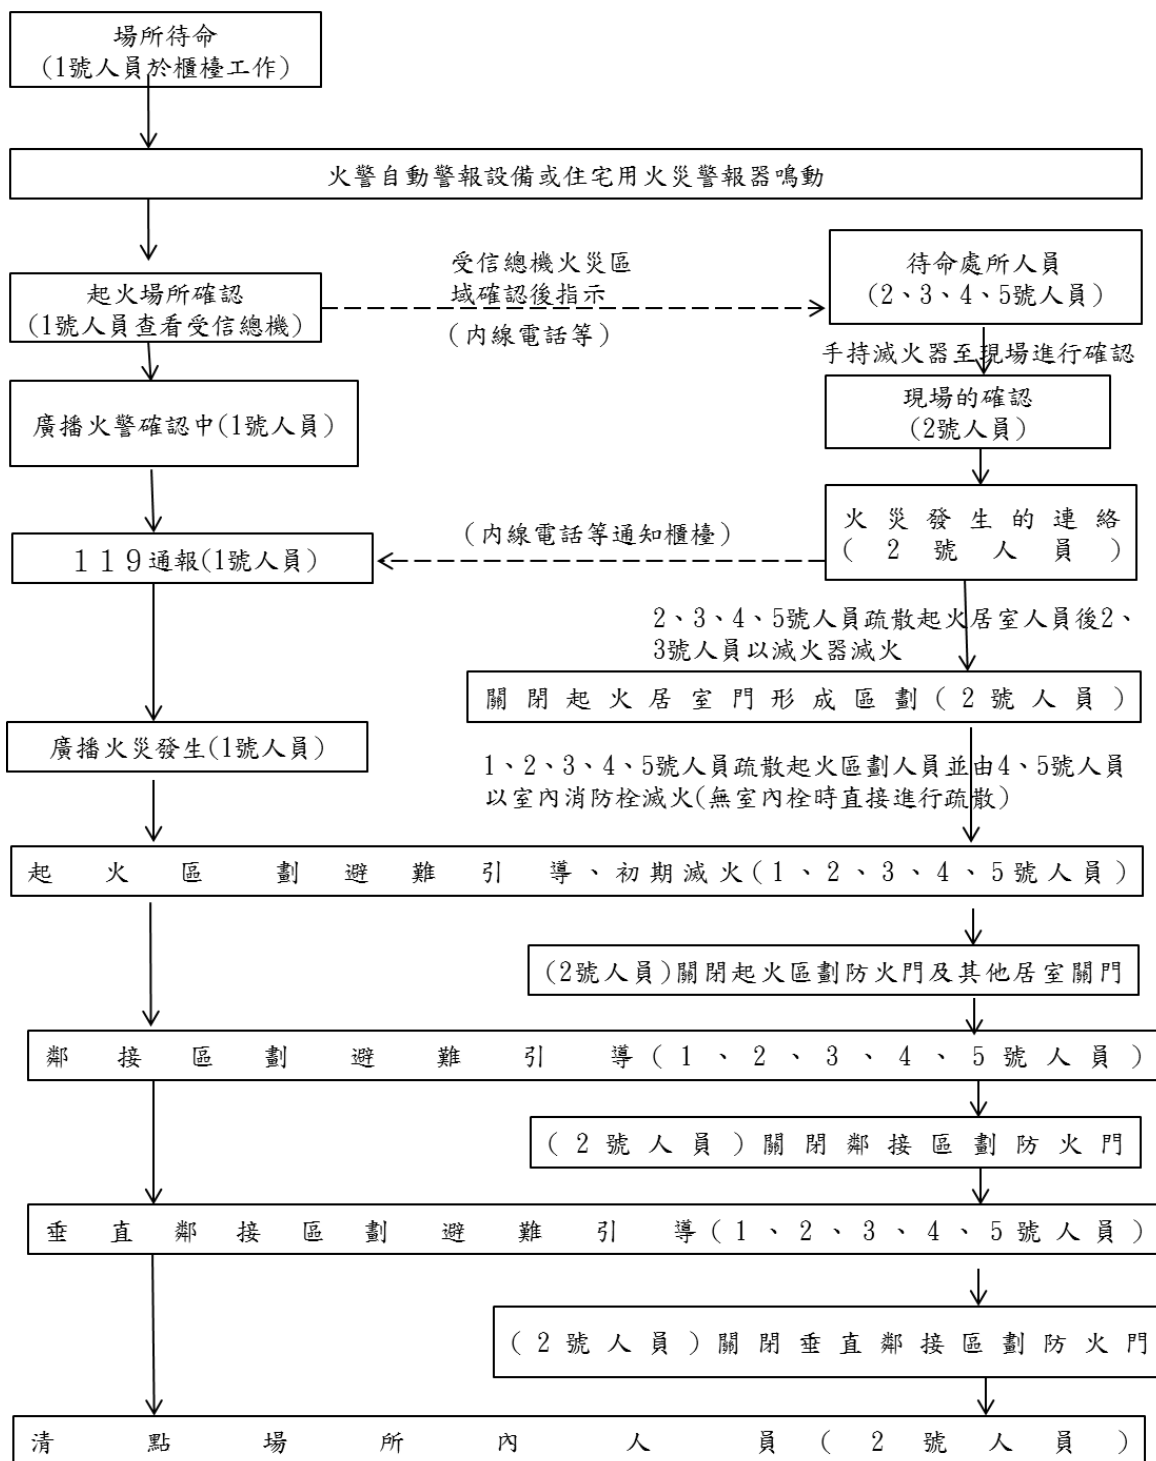 場所待命
(1號人員於櫃檯工作)
火警自動警報設備或住宅用火災警報器鳴動
起火場所確認
(1號人員查看受信總機)
受信總機火災區
域確認後指示
(內線電話等)
待命處所人員
(2、3、4、5號人員)
手持滅火器至現場進行確認
廣播火警確認中(1號人員)
現場的確認
(2號人員)
火災發生的連絡
(2號人員)
(內線電話等通知櫃檯)
119通報(1號人員)
2、3、4、5號人員疏散起火居室人員後2、
3號人員以滅火器滅火
關閉起火居室門形成區劃(2號人員)
廣播火災發生(1號人員)
1、2、3、4、5號人員疏散起火區劃人員並由4、5號人員
以室內消防栓滅火(無室內栓時直接進行疏散)
起火區劃避難引導、初期滅火(1、2、3、4、5號人員)
(2號人員)關閉起火區劃防火門及其他居室關門
鄰接區劃避難引導(1、2、3、4、5號人員)
(2號人員)關閉鄰接區劃防火門
垂直鄰接區劃避難引導(1、2、3、4、5號人員)
(2號人員)關閉垂直鄰接區劃防火門
清點場所內人員(2號人員)